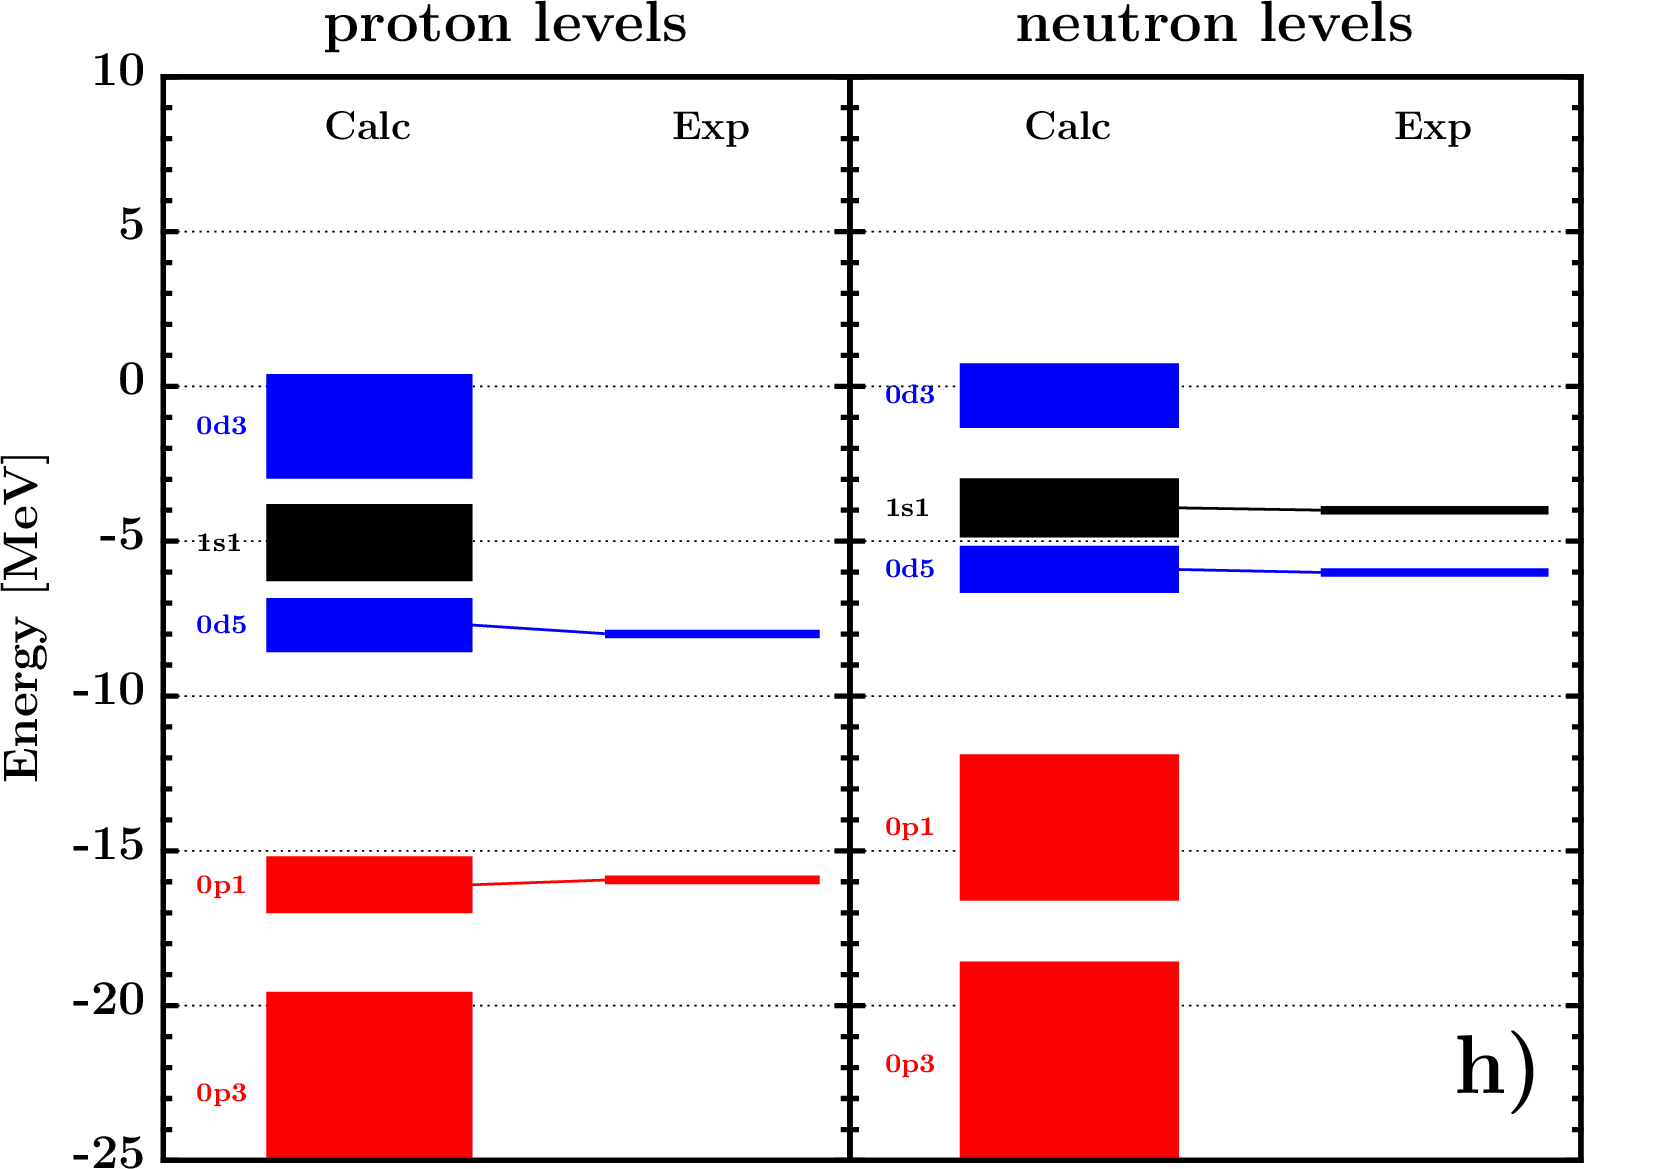 proton levels
neutron levels
10
5
0
-5
-10
-15
-20
-25
Energy [MeV]
Calc
Exp
0d3
1s1
0d5
0p1
0p3
Calc
Exp
0d3
1s1
0d5
0p1
0p3
h)